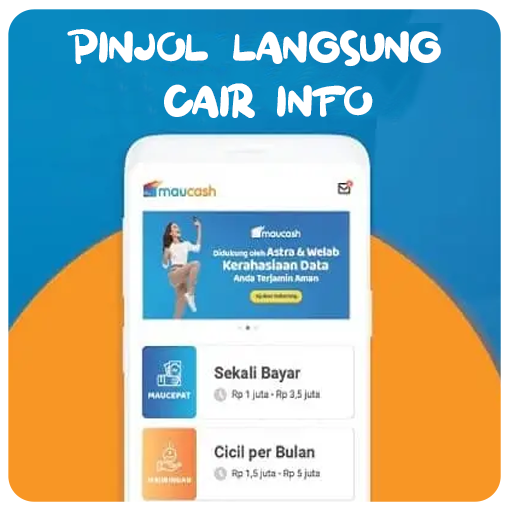 PINJOL LANGSUNG
CAIR INFO
maucash
maucash
Didukung oleh Astra & Welab
Kerahasiaan Data
Anda Terjamin Aman
MAUCEPAT
Sekali Bayar
Rp 1 juta - Rp 3,5 juta
Cicil per Bulan
Rp 1,5 juta - Rp 5 juta